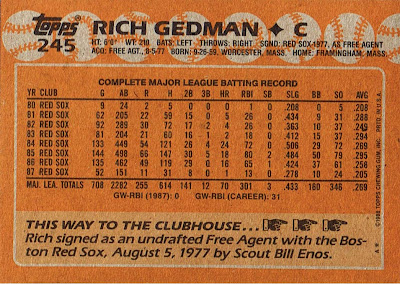 Topps
245
RICH GEDMAN ✦ C
HT: 6'0" WT: 210 BATS: LEFT THROWS: RIGHT SGND: RED SOX-1977, AS FREE AGENT
ACQ: FREE AGT., 0-5-77 BORN: 0-26-59, WORCESTER, MASS. HOME: FRAMINGHAM, MASS.
COMPLETE MAJOR LEAGUE BATTING RECORD
YR CLUB G AB R H 2B 3B HR RBI SB SLG BB SO AVG
80 RED SOX 9 24 2 5 0 0 0 1 0 .208 0 5 .208
81 RED SOX 62 205 22 59 15 0 5 26 0 .434 9 31 .288
82 RED SOX 92 289 30 72 17 2 4 26 0 .363 10 37 .249
83 RED SOX 81 204 21 60 16 1 2 18 0 .412 15 37 .294
84 RED SOX 133 449 54 121 26 4 24 72 0 .506 29 72 .269
85 RED SOX 144 498 66 147 30 5 18 80 2 .484 50 79 .295
86 RED SOX 135 462 49 119 29 0 16 65 1 .424 37 61 .258
87 RED SOX 52 151 11 31 8 0 1 13 0 .278 10 24 .205
MAJ. LEA. TOTALS 708 2282 255 614 141 12 70 301 3 .433 160 346 .269
GW-RBI (1987): 0 GW-RBI (CAREER): 31
THIS WAY TO THE CLUBHOUSE...
Rich signed as an undrafted Free Agent with the Bos-
ton Red Sox, August 5, 1977 by Scout Bill Enos.